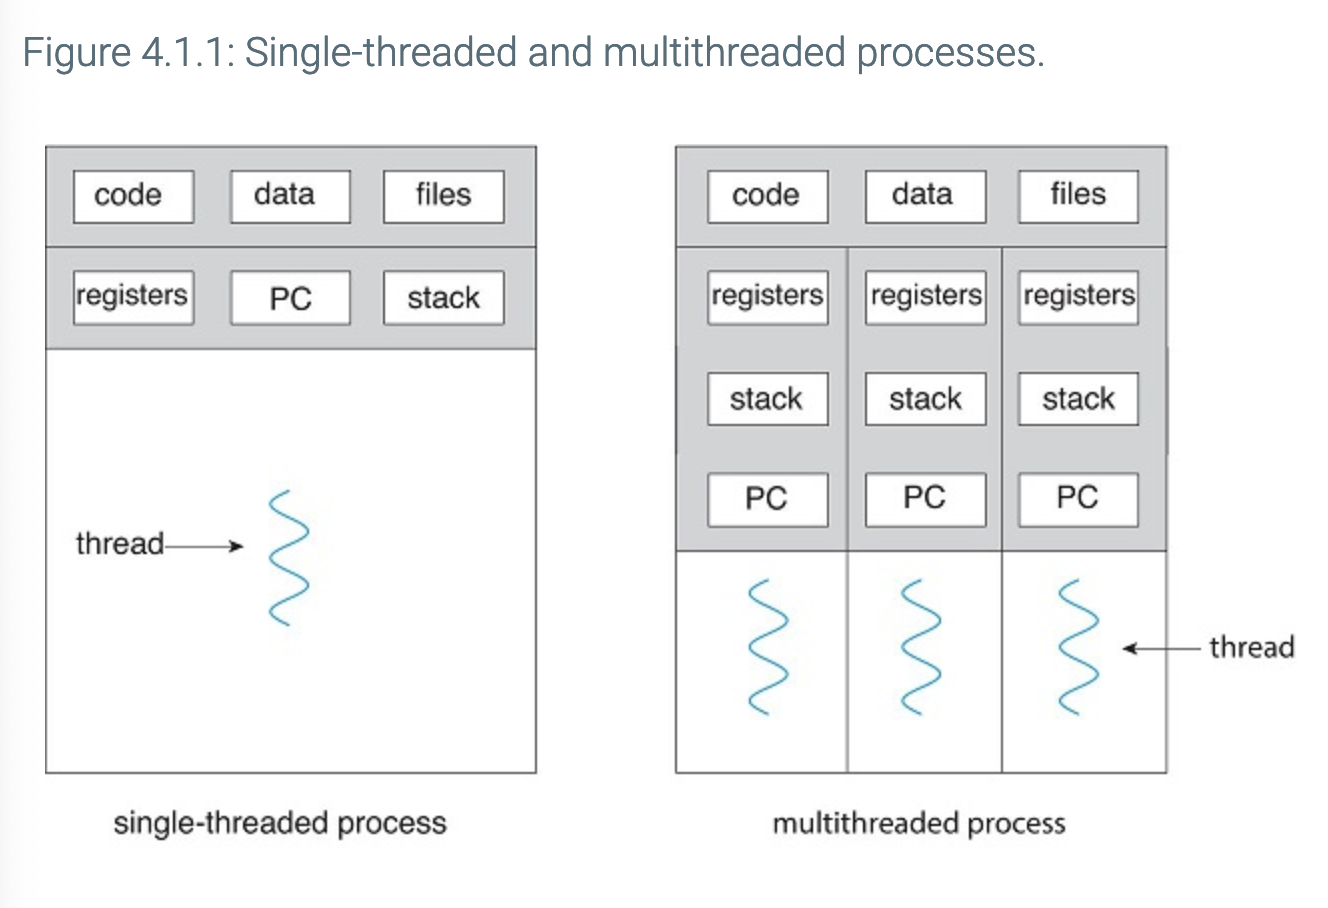 Figure 4.1.1: Single-threaded and multithreaded processes.
code data files
registers PC stack
thread
single-threaded process
code data files
registers registers registers
stack stack stack
PC PC PC
thread
multithreaded process